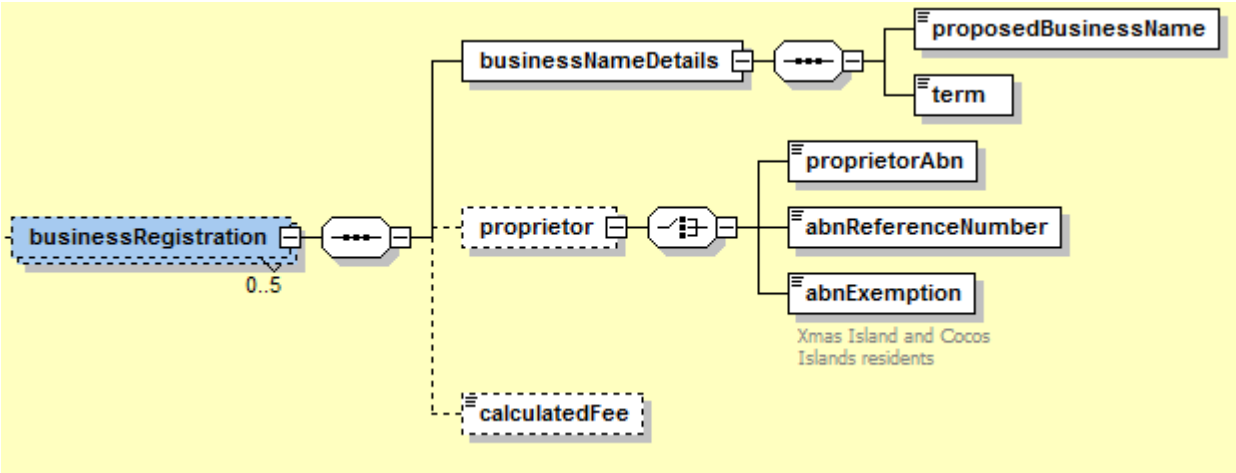 proposedBusinessName
businessNameDetails
term
proprietorAbn
businessRegistration
proprietor
abnReferenceNumber
0..5
abnExemption
Xmas Island and Cocos
Islands residents
calculatedFee